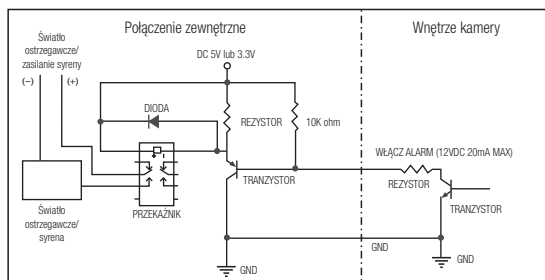 Połączenie zewnętrzne
Wnętrze kamery
Światło
ostrzegawcze/
zasilanie syreny
(−)
(+)
DC 5V lub 3.3V
DIODA
REZYSTOR
10K ohm
WŁĄCZ ALARM (12VDC 20mA MAX)
REZYSTOR
TRANZYSTOR
TRANZYSTOR
PRZEKAŹNIK
Światło
ostrzegawcze/
syrena
GND
GND
GND